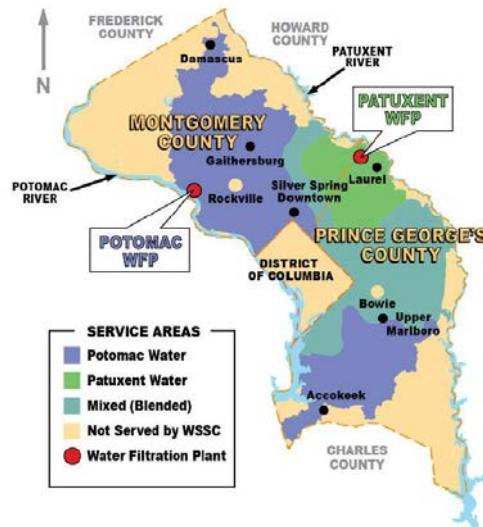 FREDERICK
COUNTY
HOWARD
COUNTY
N
Damascus
PATUXENT
RIVER
PATUXENT
WFP
MONTGOMERY
COUNTY
Gaithersburg
Laurel
POTOMAC
RIVER
Rockville
Silver Spring
Downtown
POTOMAC
WFP
PRINCE GEORGE'S
COUNTY
DISTRICT
OF COLUMBIA
Bowie
Upper
Marlboro
SERVICE AREAS
Potomac Water
Patuxent Water
Mixed (Blended)
Not Served by WSSC
Water Filtration Plant
Accokeek
CHARLES
COUNTY